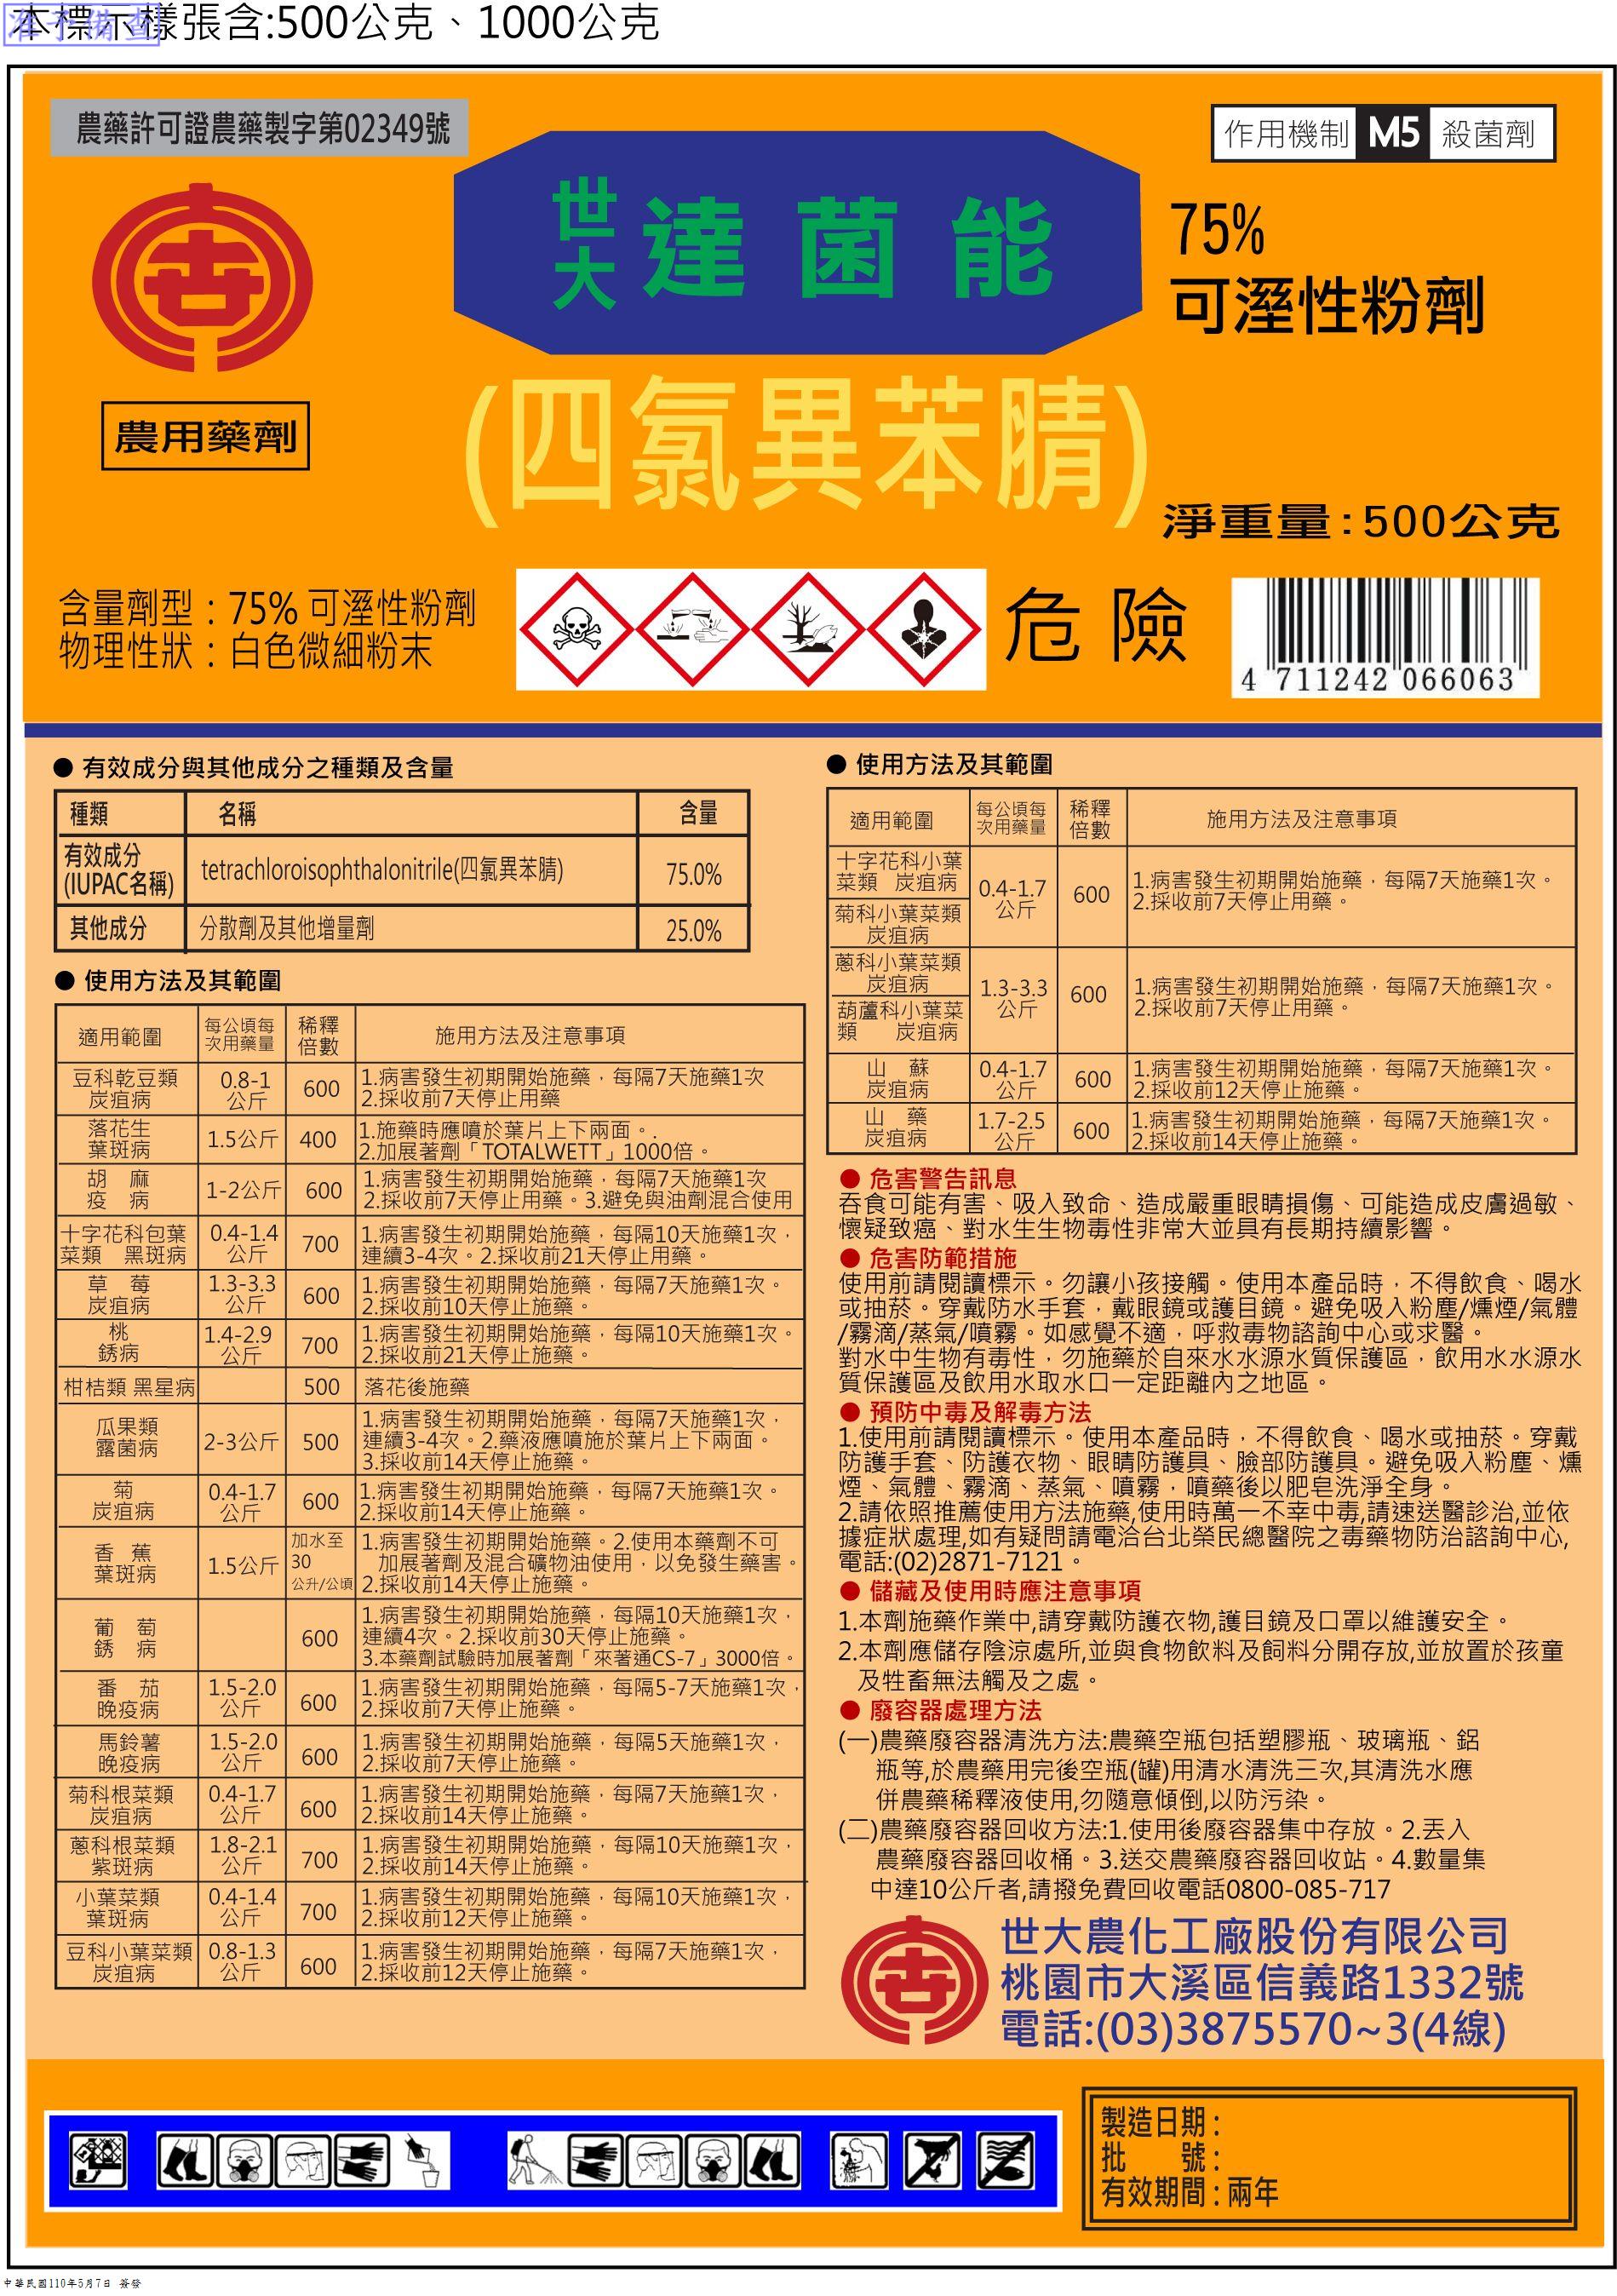 本標示樣張含:500公克、1000公克
准予備查
農藥許可證農藥製字第02349號
作用機制 M5 殺菌劑
世大 達菌能
75%
可溼性粉劑
農用藥劑
(四氯異苯腈)
淨重量:500公克
含量劑型:75% 可溼性粉劑
物理性狀:白色微細粉末
危險
4 711242 066063
● 有效成分與其他成分之種類及含量
種類 名稱 含量
有效成分
(IUPAC名稱) tetrachloroisophthalonitrile(四氯異苯腈) 75.0%
其他成分 分散劑及其他增量劑 25.0%
● 使用方法及其範圍
適用範圍 每公頃每次用藥量 稀釋倍數 施用方法及注意事項
豆科乾豆類 0.8-1 600 1.病害發生初期開始施藥,每隔7天施藥1次
炭疽病 公斤 2.採收前7天停止用藥
落花生 1.5公斤 400 1.施藥時應噴於葉片上下兩面。.
葉斑病 2.加展著劑「TOTALWETT」1000倍。
胡 麻 1-2公斤 600 1.病害發生初期開始施藥,每隔7天施藥1次
疫 病 2.採收前7天停止用藥。3.避免與油劑混合使用
十字花科包葉 0.4-1.4 700 1.病害發生初期開始施藥,每隔10天施藥1次,
菜類 黑斑病 公斤 連續3-4次。2.採收前21天停止用藥。
草 莓 1.3-3.3 600 1.病害發生初期開始施藥,每隔7天施藥1次。
炭疽病 公斤 2.採收前10天停止施藥。
桃 1.4-2.9 700 1.病害發生初期開始施藥,每隔10天施藥1次。
銹病 公斤 2.採收前21天停止施藥。
柑桔類 黑星病 500 落花後施藥
瓜果類 2-3公斤 500 1.病害發生初期開始施藥,每隔7天施藥1次,
露菌病 連續3-4次。2.藥液應噴施於葉片上下兩面。
3.採收前14天停止施藥。
菊 0.4-1.7 600 1.病害發生初期開始施藥,每隔7天施藥1次。
炭疽病 公斤 2.採收前14天停止施藥。
香 蕉 1.5公斤 加水至 1.病害發生初期開始施藥。2.使用本藥劑不可
葉斑病 30 加展著劑及混合礦物油使用,以免發生藥害。
公升/公頃 2.採收前14天停止施藥。
葡 萄 600 1.病害發生初期開始施藥,每隔10天施藥1次,
銹 病 連續4次。2.採收前30天停止施藥。
3.本藥劑試驗時加展著劑「來著通CS-7」3000倍。
番 茄 1.5-2.0 600 1.病害發生初期開始施藥,每隔5-7天施藥1次,
晚疫病 公斤 2.採收前7天停止施藥。
馬鈴薯 1.5-2.0 600 1.病害發生初期開始施藥,每隔5天施藥1次,
晚疫病 公斤 2.採收前7天停止施藥。
菊科根菜類 0.4-1.7 600 1.病害發生初期開始施藥,每隔7天施藥1次,
炭疽病 公斤 2.採收前14天停止施藥。
蔥科根菜類 1.8-2.1 700 1.病害發生初期開始施藥,每隔10天施藥1次,
紫斑病 公斤 2.採收前14天停止施藥。
小葉菜類 0.4-1.4 700 1.病害發生初期開始施藥,每隔10天施藥1次,
葉斑病 公斤 2.採收前12天停止施藥。
豆科小葉菜類 0.8-1.3 600 1.病害發生初期開始施藥,每隔7天施藥1次,
炭疽病 公斤 2.採收前12天停止施藥。
● 使用方法及其範圍
適用範圍 每公頃每次用藥量 稀釋倍數 施用方法及注意事項
十字花科小葉
菜類 炭疽病 0.4-1.7 600 1.病害發生初期開始施藥,每隔7天施藥1次。
菊科小葉菜類 公斤 2.採收前7天停止用藥。
炭疽病
蔥科小葉菜類
炭疽病 1.3-3.3 600 1.病害發生初期開始施藥,每隔7天施藥1次。
葫蘆科小葉菜 公斤 2.採收前7天停止用藥。
類 炭疽病
山 蘇 0.4-1.7 600 1.病害發生初期開始施藥,每隔7天施藥1次。
炭疽病 公斤 2.採收前12天停止施藥。
山 藥 1.7-2.5 600 1.病害發生初期開始施藥,每隔7天施藥1次。
炭疽病 公斤 2.採收前14天停止施藥。
● 危害警告訊息
吞食可能有害、吸入致命、造成嚴重眼睛損傷、可能造成皮膚過敏、
懷疑致癌、對水生生物毒性非常大並具有長期持續影響。
● 危害防範措施
使用前請閱讀標示。勿讓小孩接觸。使用本產品時,不得飲食、喝水
或抽菸。穿戴防水手套,戴眼鏡或護目鏡。避免吸入粉塵/燻煙/氣體
/霧滴/蒸氣/噴霧。如感覺不適,呼救毒物諮詢中心或求醫。
對水中生物有毒性,勿施藥於自來水水源水質保護區,飲用水水源水
質保護區及飲用水取水口一定距離內之地區。
● 預防中毒及解毒方法
1.使用前請閱讀標示。使用本產品時,不得飲食、喝水或抽菸。穿戴
防護手套、防護衣物、眼睛防護具、臉部防護具。避免吸入粉塵、燻
煙、氣體、霧滴、蒸氣、噴霧,噴藥後以肥皂洗淨全身。
2.請依照推薦使用方法施藥,使用時萬一不幸中毒,請速送醫診治,並依
據症狀處理,如有疑問請電洽台北榮民總醫院之毒藥物防治諮詢中心,
電話:(02)2871-7121。
● 儲藏及使用時應注意事項
1.本劑施藥作業中,請穿戴防護衣物,護目鏡及口罩以維護安全。
2.本劑應儲存陰涼處所,並與食物飲料及飼料分開存放,並放置於孩童
及牲畜無法觸及之處。
● 廢容器處理方法
(一)農藥廢容器清洗方法:農藥空瓶包括塑膠瓶、玻璃瓶、鋁
瓶等,於農藥用完後空瓶(罐)用清水清洗三次,其清洗水應
併農藥稀釋液使用,勿隨意傾倒,以防污染。
(二)農藥廢容器回收方法:1.使用後廢容器集中存放。2.丟入
農藥廢容器回收桶。3.送交農藥廢容器回收站。4.數量集
中達10公斤者,請撥免費回收電話0800-085-717
世大農化工廠股份有限公司
桃園市大溪區信義路1332號
電話:(03)3875570~3(4線)
製造日期:
批 號:
有效期間:兩年
中華民國110年5月7日 簽發